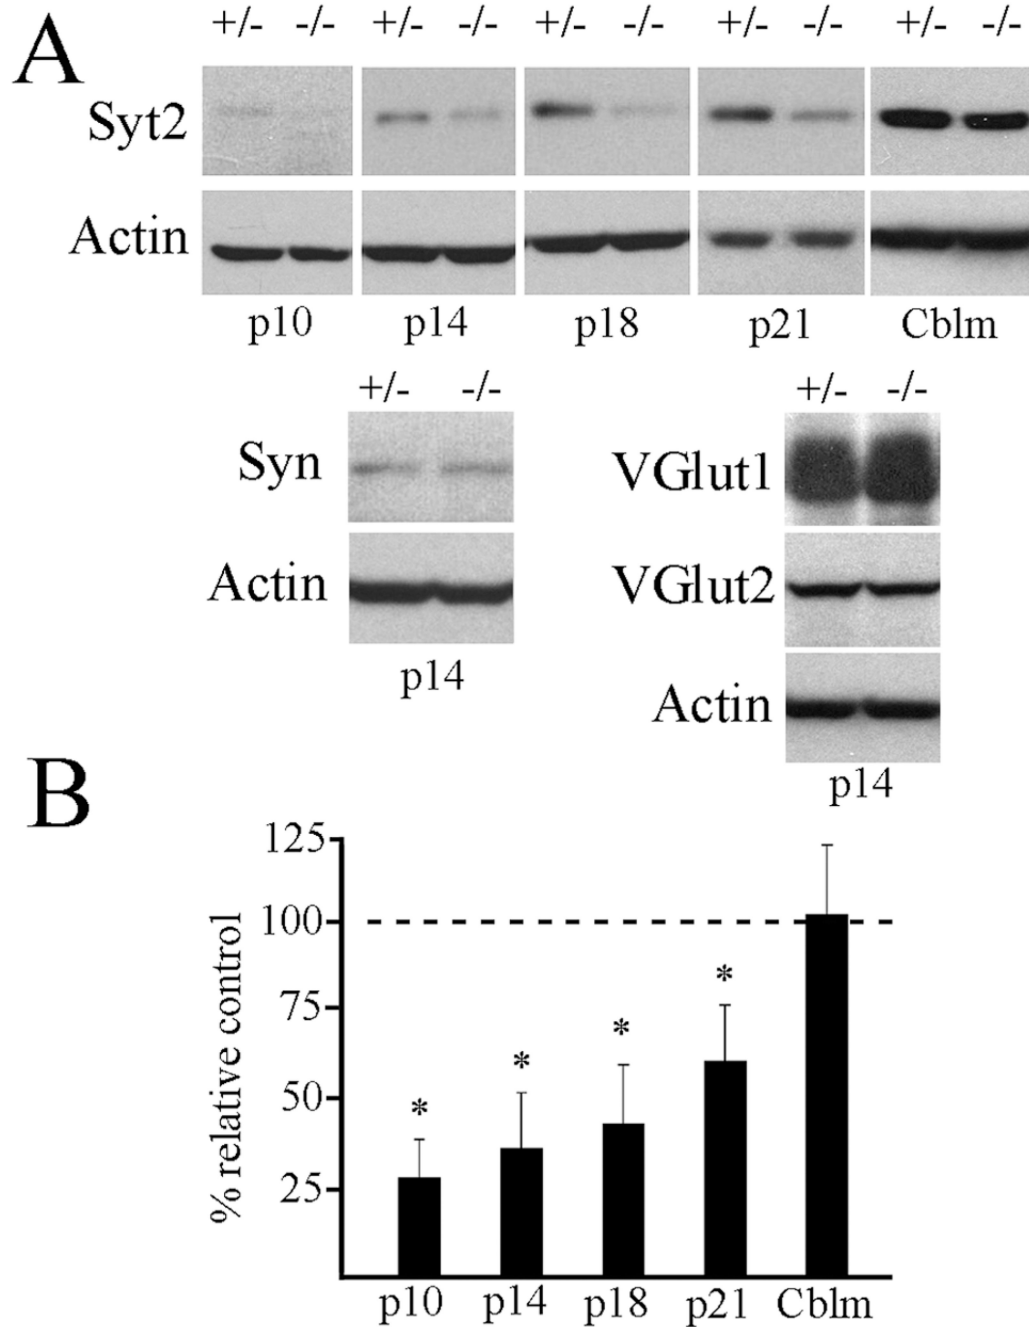 A
+/- -/- +/- -/- +/- -/- +/- -/- +/- -/-
Syt2
Actin
p10 p14 p18 p21 Cblm
+/- -/- +/- -/-
Syn
VGlut1
Actin
VGlut2
p14
Actin
p14
B
125
100
75
50
25
% relative control
* * * *
p10 p14 p18 p21 Cblm